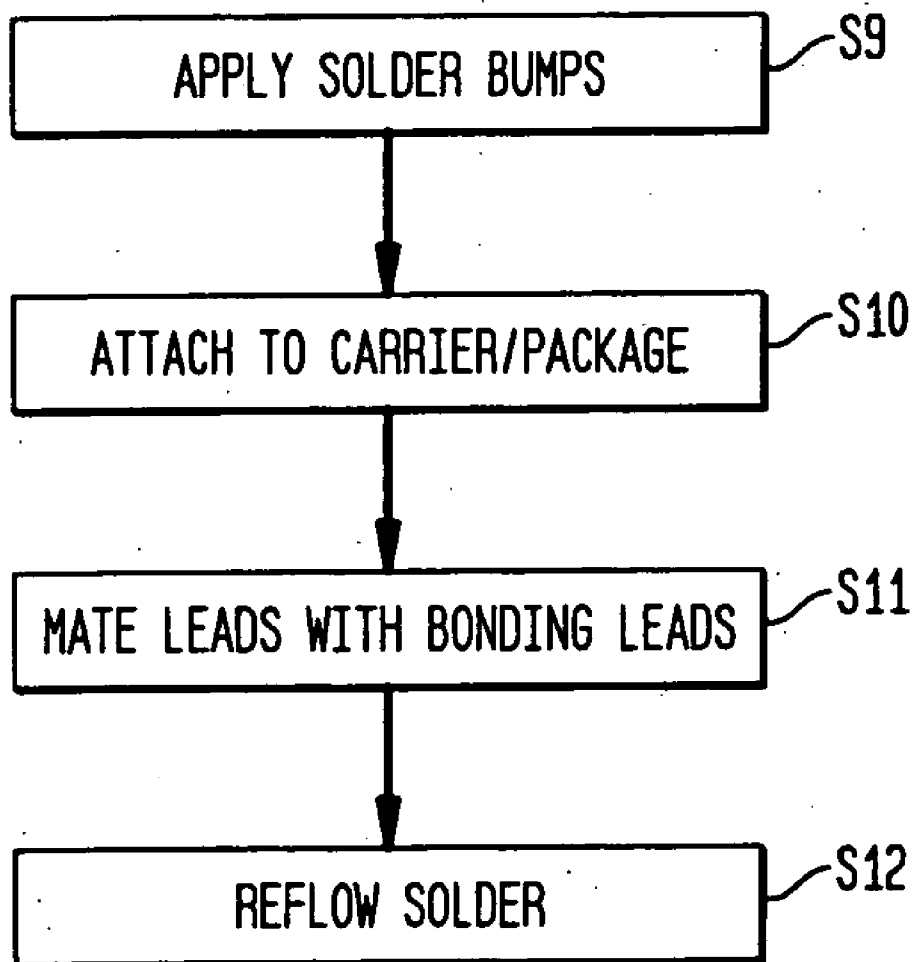 APPLY SOLDER BUMPS
S9
ATTACH TO CARRIER/PACKAGE
S10
MATE LEADS WITH BONDING LEADS
S11
REFLOW SOLDER
S12